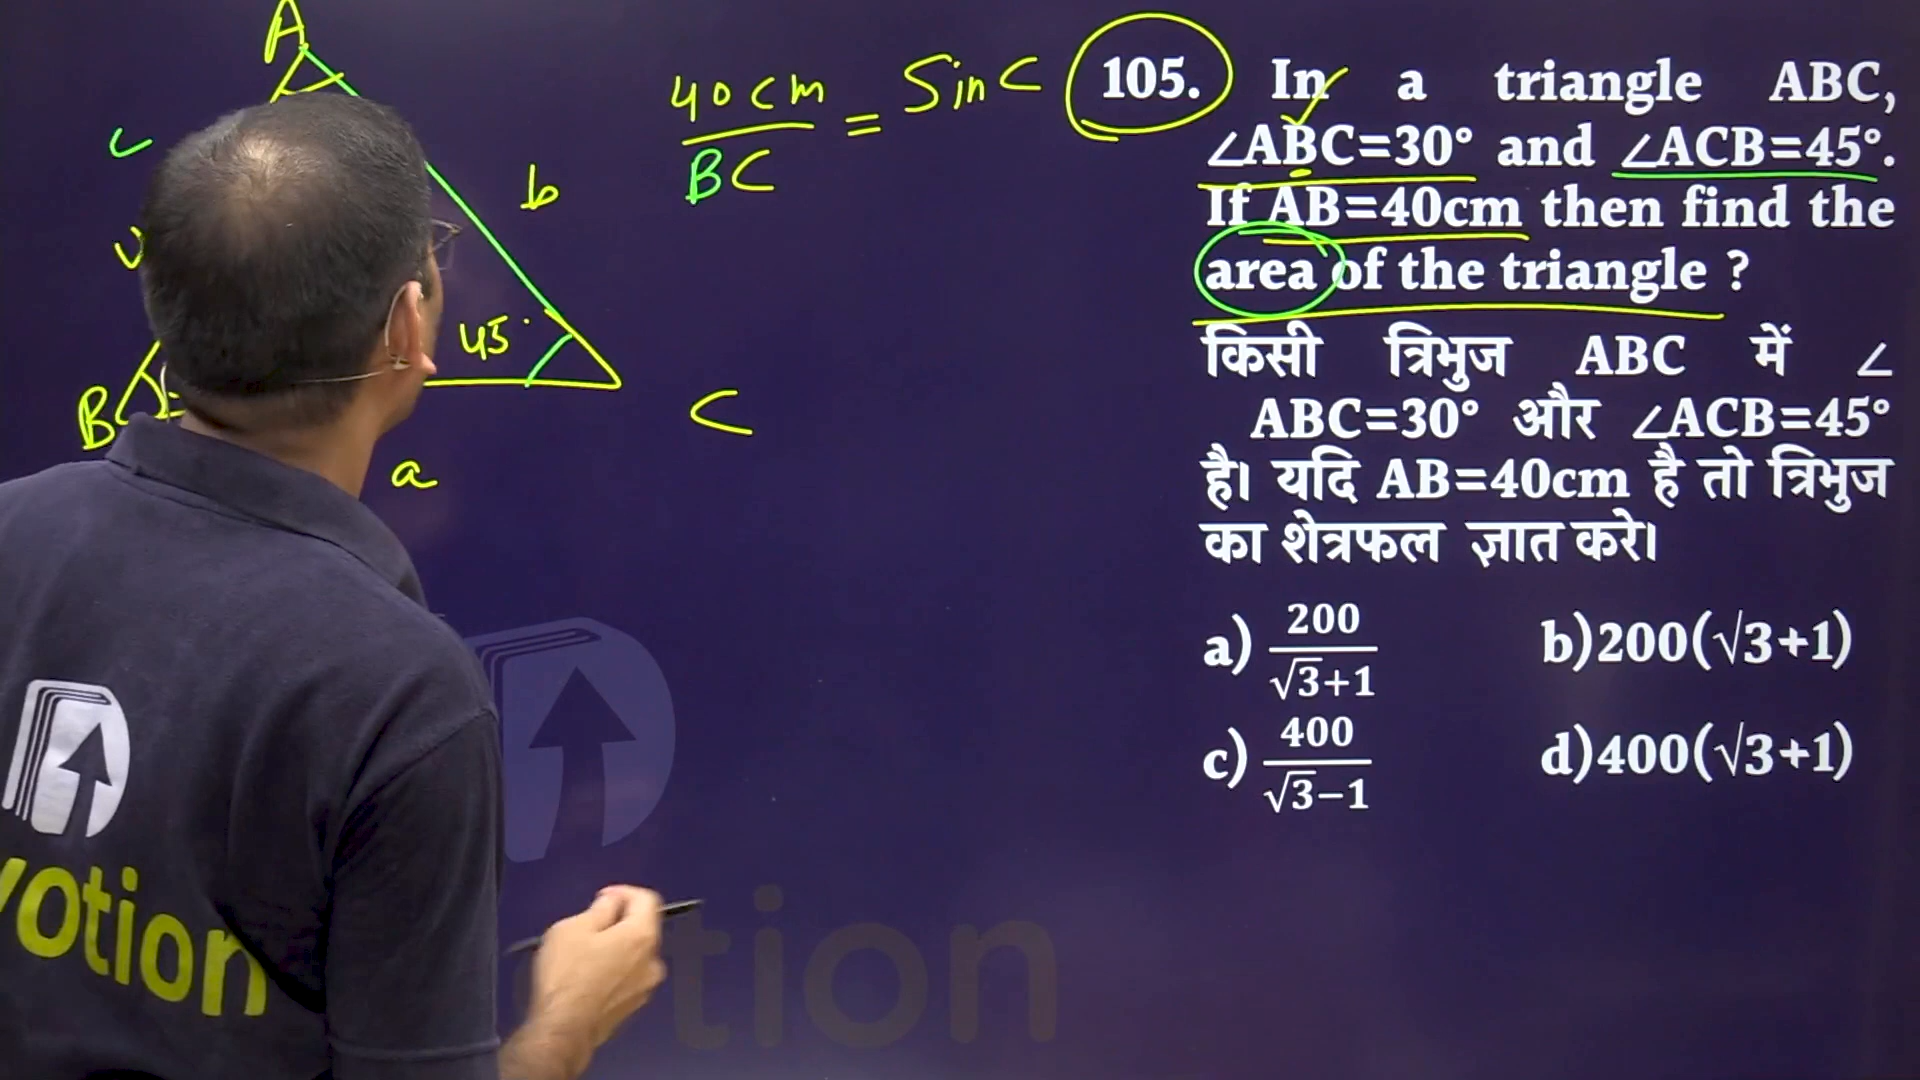 A
c
b
B
45°
C
a
40cm
BC
= Sin C
105. In a triangle ABC,
∠ABC=30° and ∠ACB=45°.
If AB=40cm then find the
area of the triangle ?
किसी त्रिभुज ABC में ∠
ABC=30° और ∠ACB=45°
है। यदि AB=40cm है तो त्रिभुज
का शेत्रफल ज्ञात करे।
a) 200/√3+1 b)200(√3+1)
c) 400/√3−1 d)400(√3+1)
votion
tion